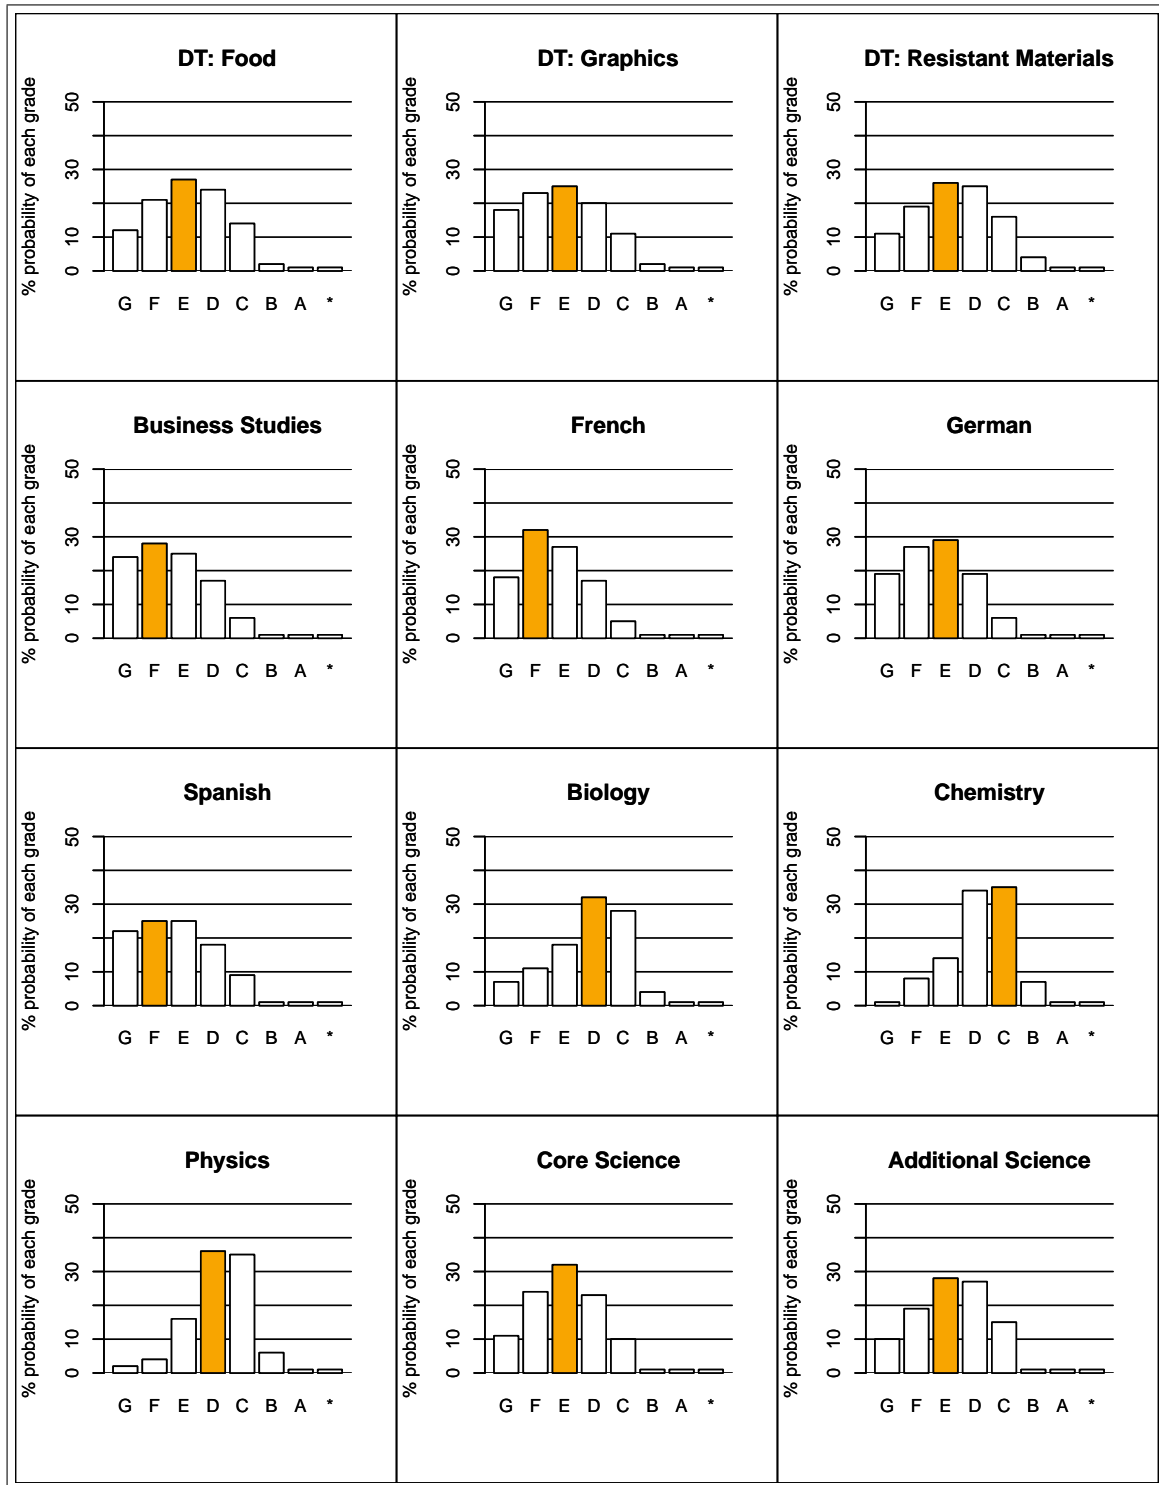 DT: Food
% probability of each grade
0 10 30 50
G F E D C B A *
DT: Graphics
% probability of each grade
0 10 30 50
G F E D C B A *
DT: Resistant Materials
% probability of each grade
0 10 30 50
G F E D C B A *
Business Studies
% probability of each grade
0 10 30 50
G F E D C B A *
French
% probability of each grade
0 10 30 50
G F E D C B A *
German
% probability of each grade
0 10 30 50
G F E D C B A *
Spanish
% probability of each grade
0 10 30 50
G F E D C B A *
Biology
% probability of each grade
0 10 30 50
G F E D C B A *
Chemistry
% probability of each grade
0 10 30 50
G F E D C B A *
Physics
% probability of each grade
0 10 30 50
G F E D C B A *
Core Science
% probability of each grade
0 10 30 50
G F E D C B A *
Additional Science
% probability of each grade
0 10 30 50
G F E D C B A *